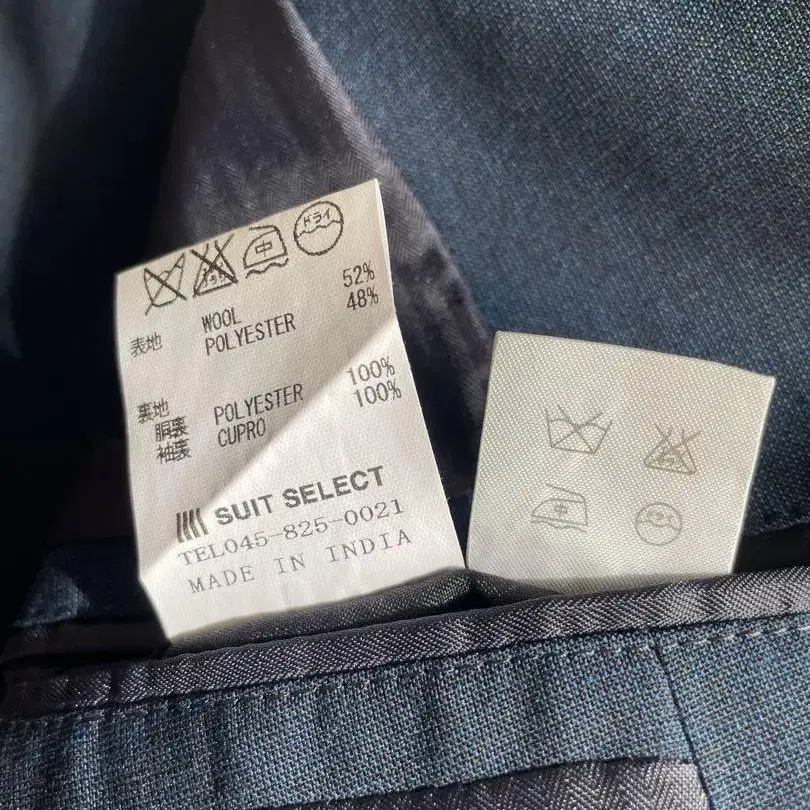 中 ドライ
52%
表地 WOOL 48%
POLYESTER
裏地 100%
胴裏 POLYESTER 100%
袖裏 CUPRO
SUIT SELECT
TEL045-825-0021
MADE IN INDIA
中